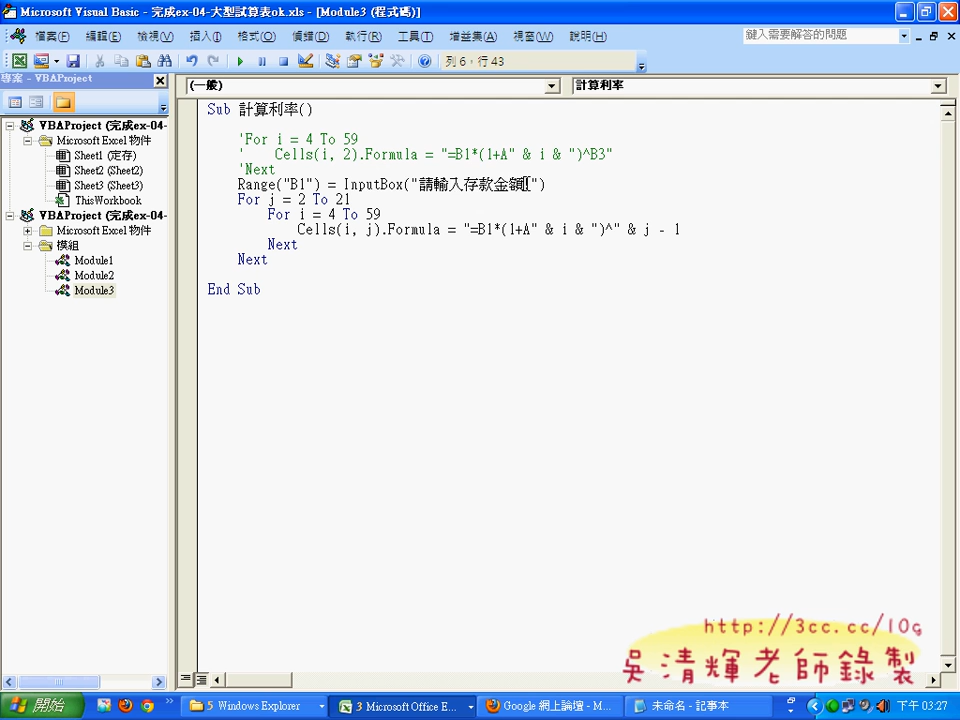 Microsoft Visual Basic - 完成ex-04-大型試算表ok.xls - [Module3 (程式碼)]
檔案(F) 編輯(E) 檢視(V) 插入(I) 格式(O) 偵錯(D) 執行(R) 工具(T) 增益集(A) 視窗(W) 說明(H) 鍵入需要解答的問題
列 6，行 43
專案 - VBAProject
(一般) 計算利率
VBAProject (完成ex-04-
Microsoft Excel 物件
Sheet1 (定存)
Sheet2 (Sheet2)
Sheet3 (Sheet3)
ThisWorkbook
VBAProject (完成ex-04-
Microsoft Excel 物件
模組
Module1
Module2
Module3
Sub 計算利率()
'For i = 4 To 59
'    Cells(i, 2).Formula = "=B1*(1+A" & i & ")^B3"
'Next
Range("B1") = InputBox("請輸入存款金額")
For j = 2 To 21
For i = 4 To 59
Cells(i, j).Formula = "=B1*(1+A" & i & ")^" & j - 1
Next
Next
End Sub
http://3cc.cc/10g
吳清輝老師錄製
開始 5 Windows Explorer 3 Microsoft Office E... Google 網上論壇 - M... 未命名 - 記事本 下午 03:27